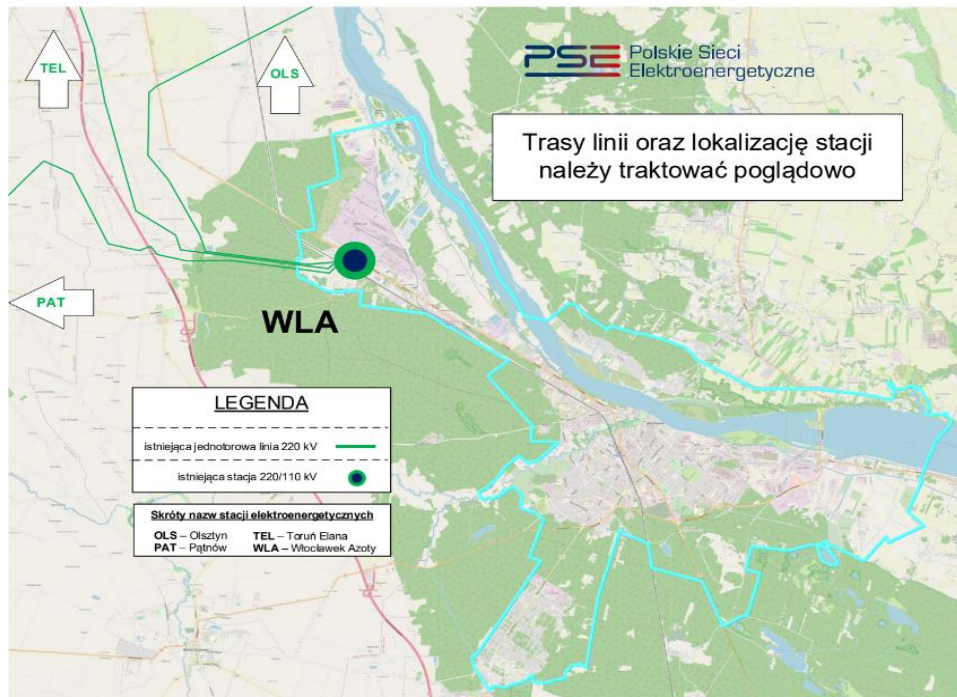 TEL
OLS
PSE Polskie Sieci
Elektroenergetyczne
Trasy linii oraz lokalizację stacji
należy traktować poglądowo
PAT
WLA
LEGENDA
istniejąca jednotorowa linia 220 kV
istniejąca stacja 220/110 kV
Skróty nazw stacji elektroenergetycznych
OLS – Olsztyn TEL – Toruń Elana
PAT – Pątnów WLA – Włocławek Azoty